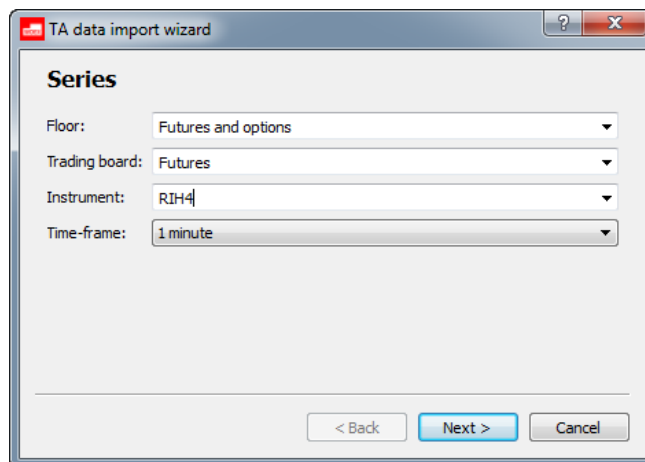 TA data import wizard
Series
Floor: Futures and options
Trading board: Futures
Instrument: RIH4
Time-frame: 1 minute
< Back Next > Cancel